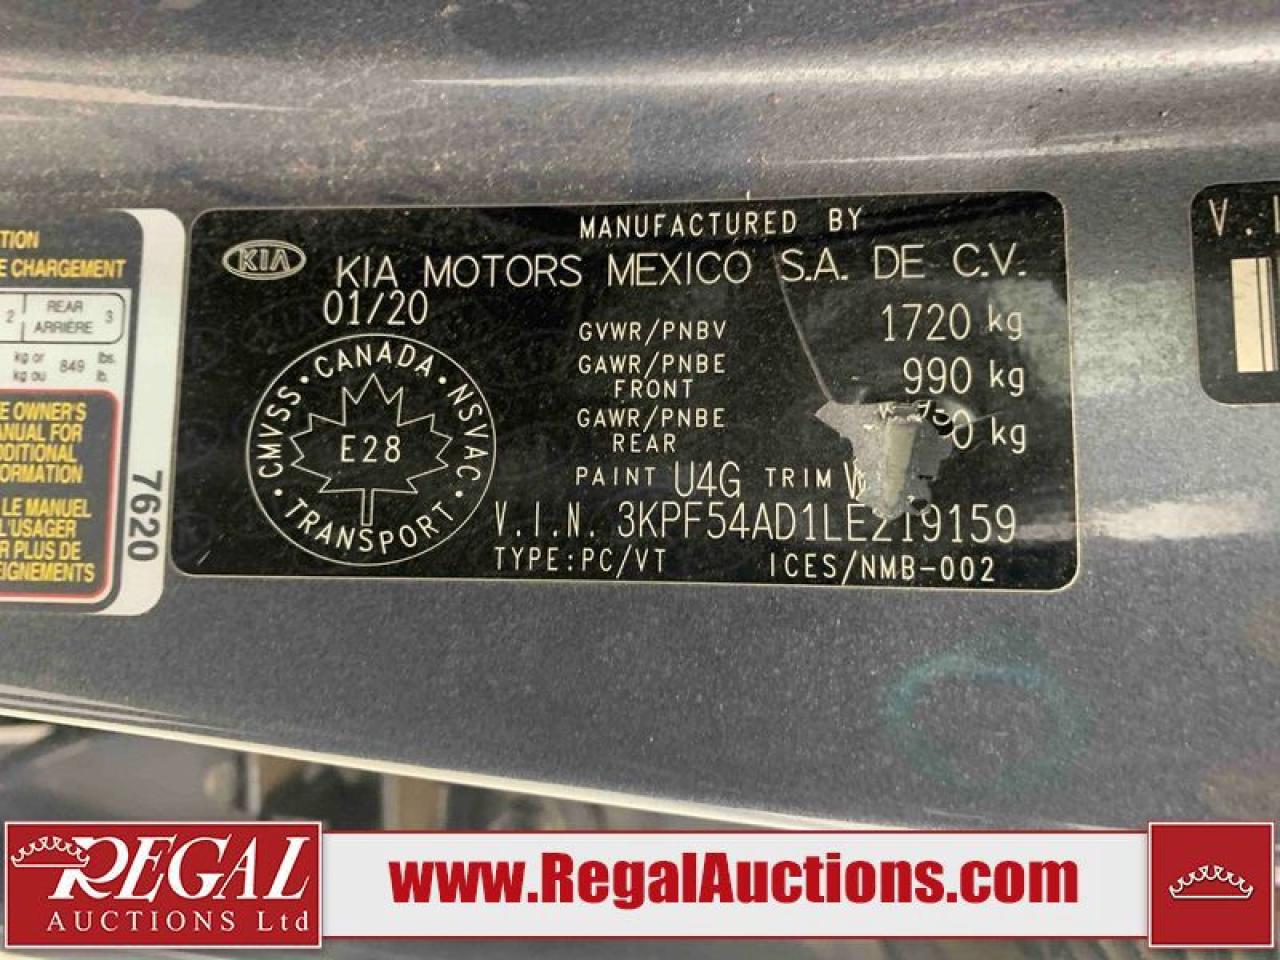 TION
E CHARGEMENT
2 REAR ARRIÈRE 3
kg or kg ou 849 lbs. lb.
E OWNER'S
ANUAL FOR
DDITIONAL
FORMATION
LE MANUEL
L'USAGER
R PLUS DE
EIGNEMENTS
7620
KIA
MANUFACTURED BY
KIA MOTORS MEXICO S.A. DE C.V.
01/20
GVWR/PNBV 1720 kg
GAWR/PNBE FRONT 990 kg
GAWR/PNBE REAR 0 kg
CANADA · NSVAC · TRANSPORT · CMVSS ·
E28
PAINT U4G TRIM
V.I.N. 3KPF54AD1LE219159
TYPE:PC/VT ICES/NMB-002
V.I
REGAL
AUCTIONS Ltd
www.RegalAuctions.com